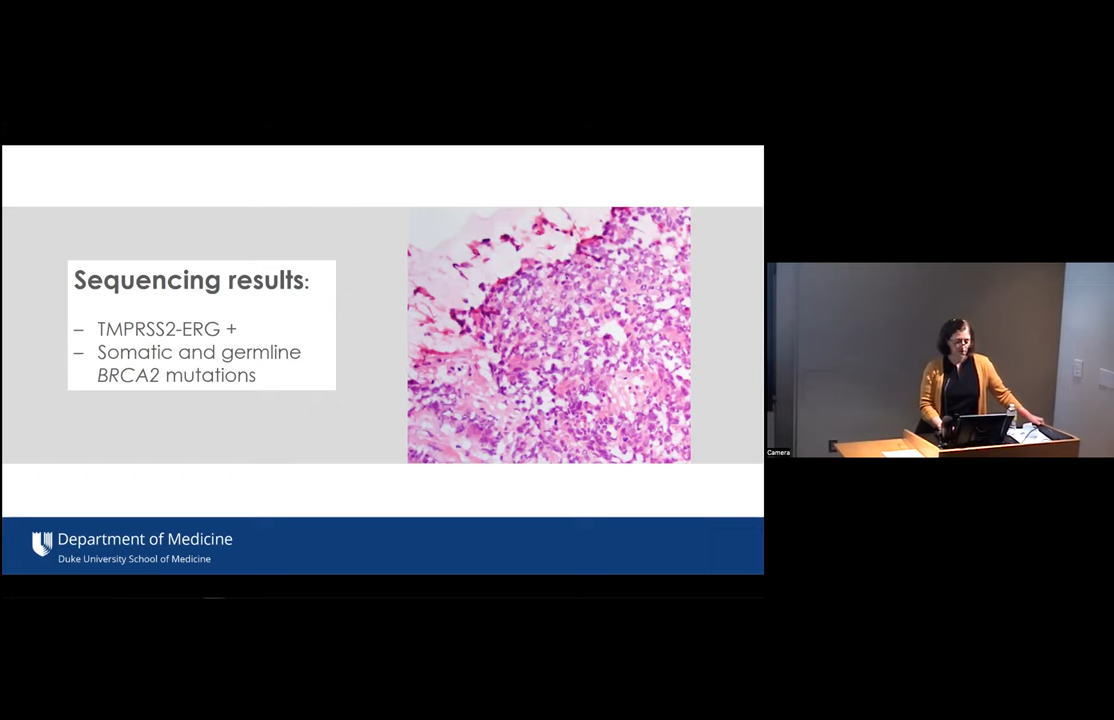 Sequencing results:
– TMPRSS2-ERG +
– Somatic and germline
BRCA2 mutations
Department of Medicine
Duke University School of Medicine
Camera